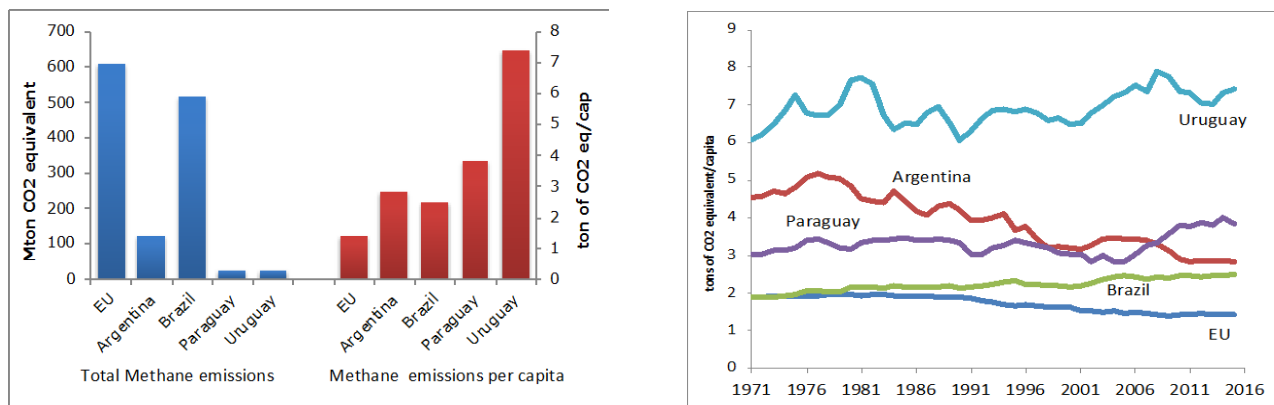 Mton CO2 equivalent
700
600
500
400
300
200
100
0
EU
Argentina
Brazil
Paraguay
Uruguay
Total Methane emissions
EU
Argentina
Brazil
Paraguay
Uruguay
Methane emissions per capita
8
7
6
5
4
3
2
1
0
ton of CO2 eq/cap
tons of CO2 equivalent/capita
9
8
7
6
5
4
3
2
1
0
Uruguay
Argentina
Paraguay
Brazil
EU
1971 1976 1981 1986 1991 1996 2001 2006 2011 2016